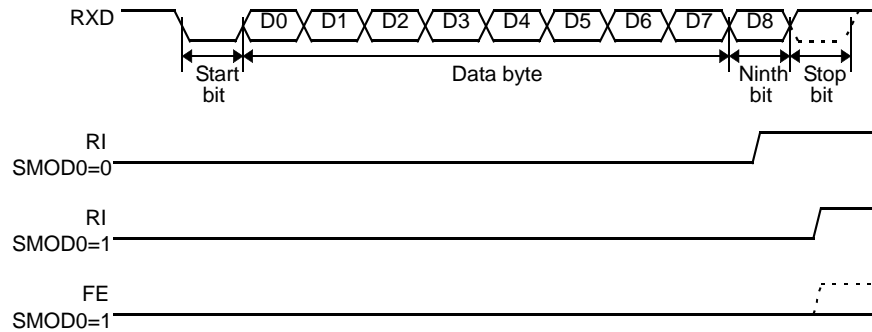 RXD D0 D1 D2 D3 D4 D5 D6 D7 D8
Start bit
Data byte
Ninth bit
Stop bit
RI
SMOD0=0
RI
SMOD0=1
FE
SMOD0=1